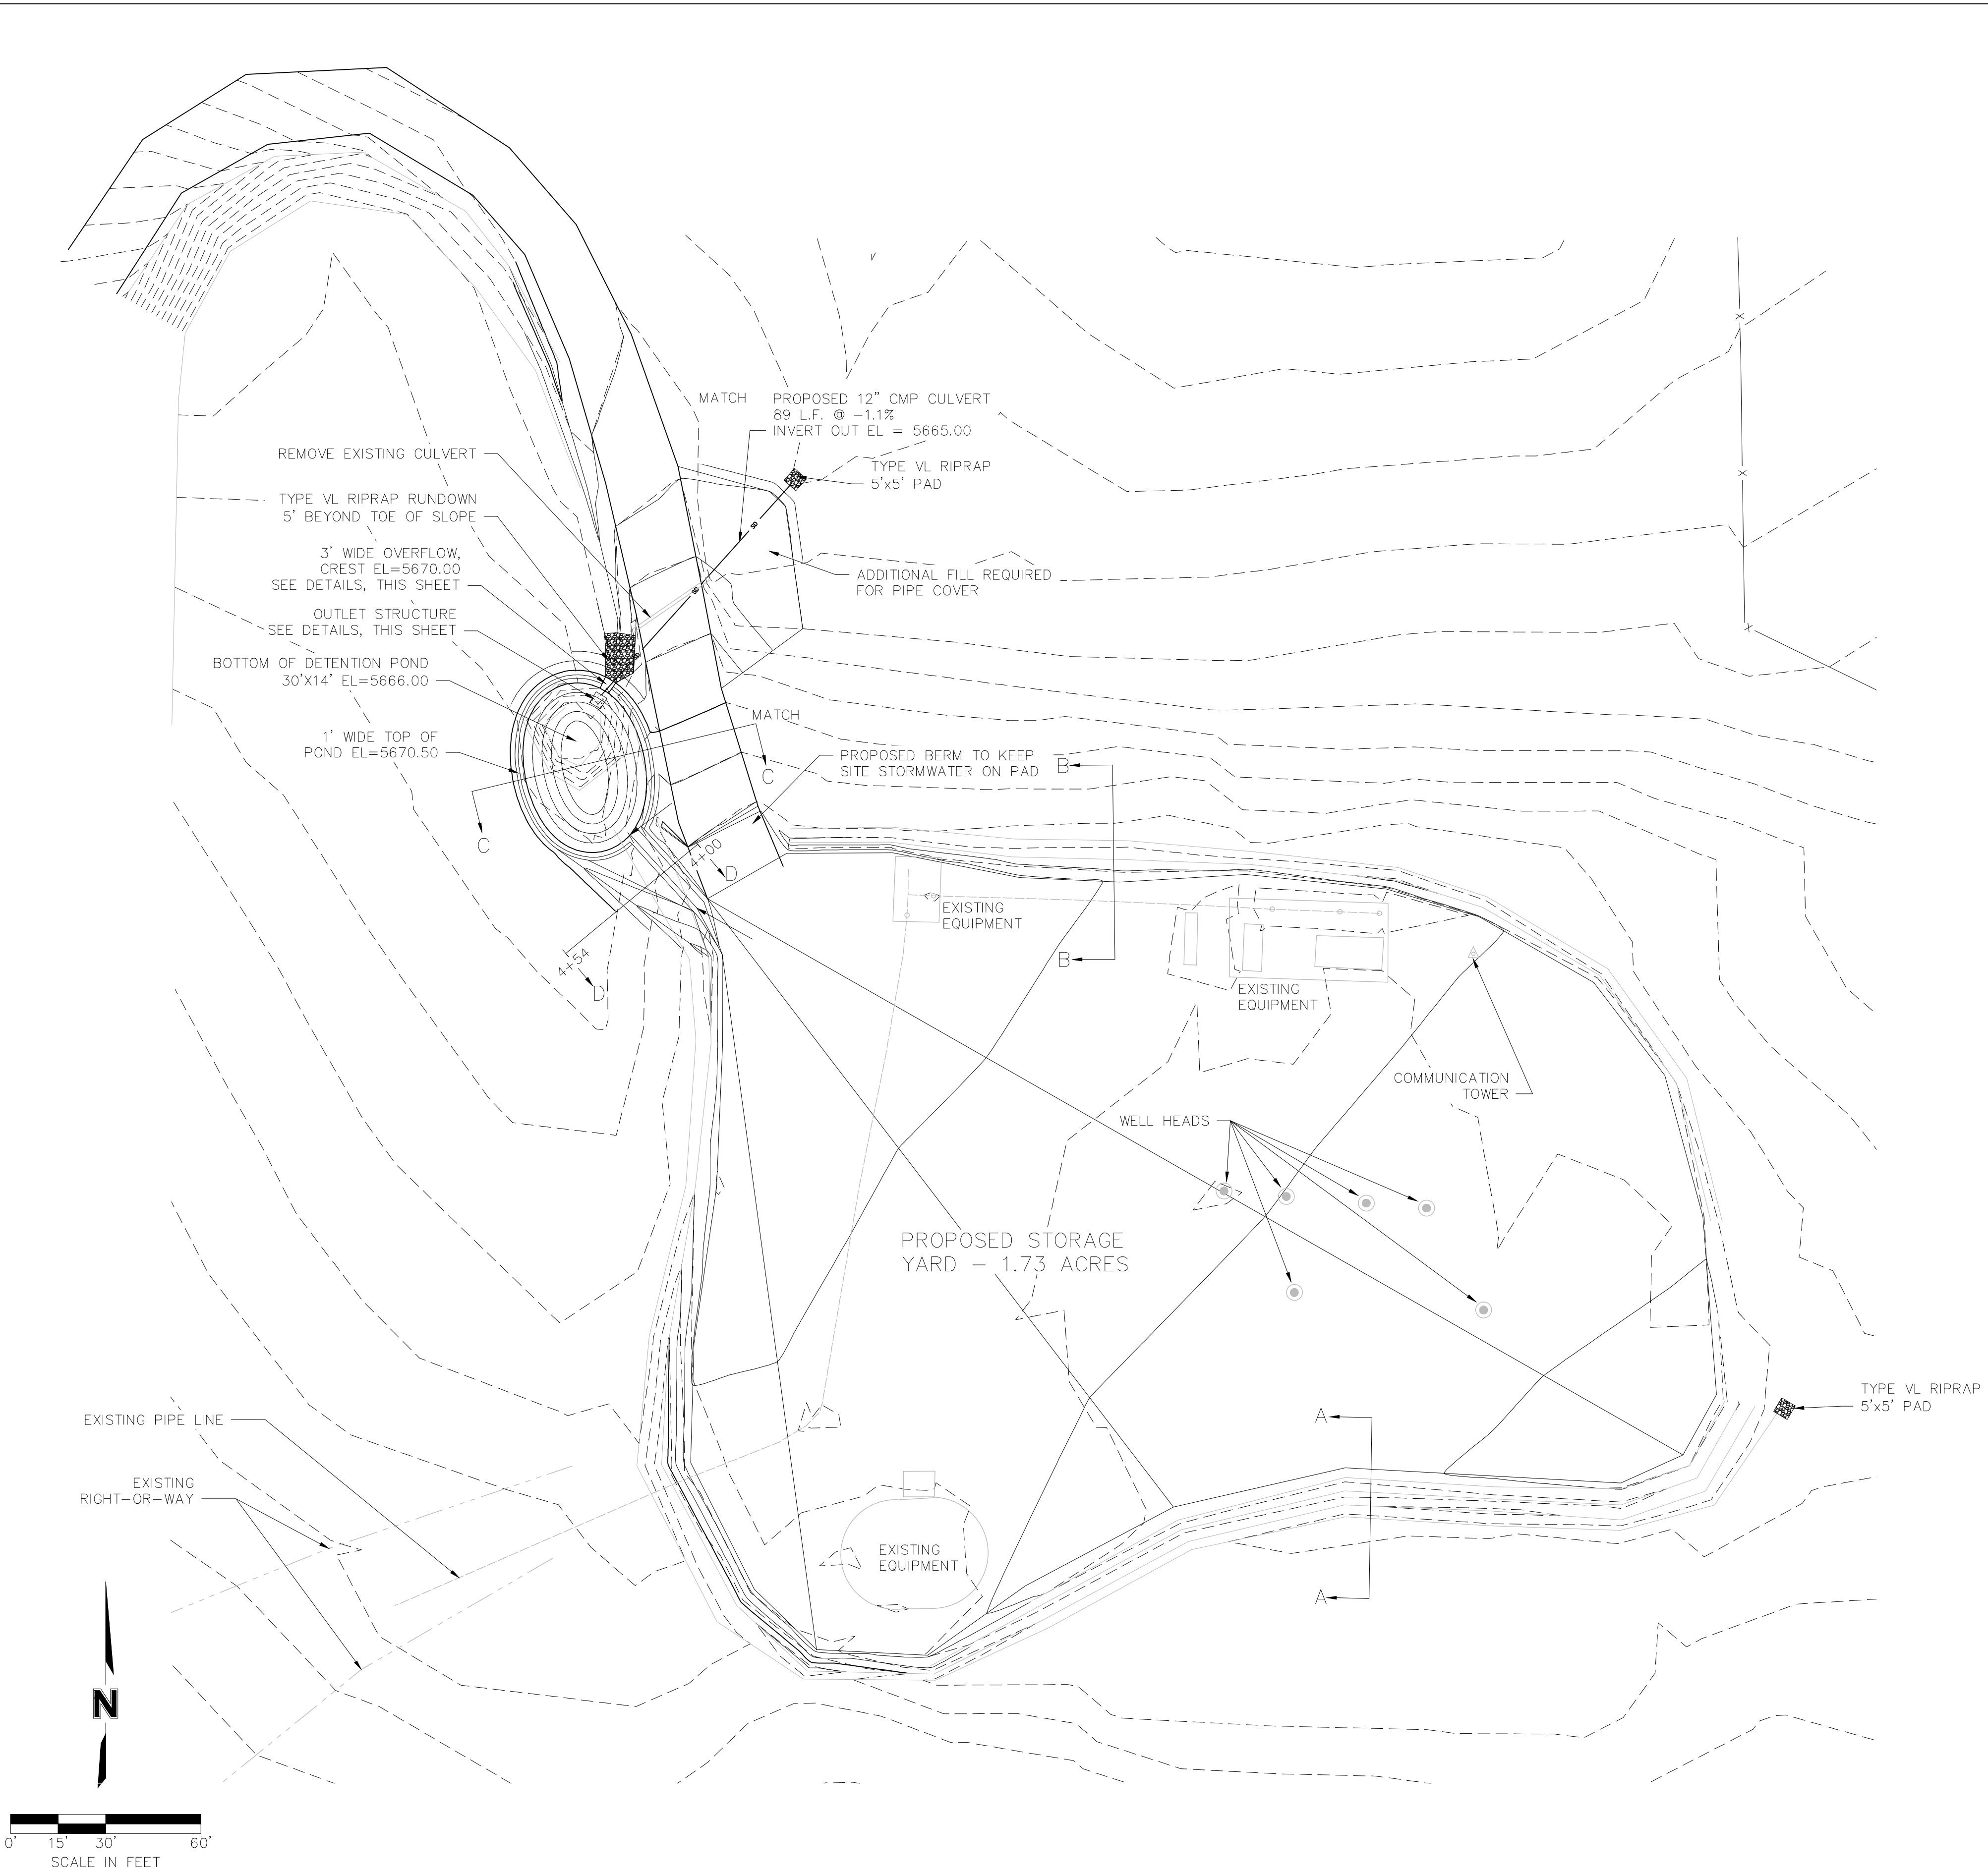 MATCH
PROPOSED 12" CMP CULVERT
89 L.F. @ -1.1%
INVERT OUT EL = 5665.00
REMOVE EXISTING CULVERT
TYPE VL RIPRAP
5'x5' PAD
TYPE VL RIPRAP RUNDOWN
5' BEYOND TOE OF SLOPE
3' WIDE OVERFLOW,
CREST EL=5670.00
SEE DETAILS, THIS SHEET
ADDITIONAL FILL REQUIRED
FOR PIPE COVER
OUTLET STRUCTURE
SEE DETAILS, THIS SHEET
BOTTOM OF DETENTION POND
30'X14' EL=5666.00
1' WIDE TOP OF
POND EL=5670.50
MATCH
PROPOSED BERM TO KEEP
SITE STORMWATER ON PAD
B
C
C
4+00
D
4+54
D
B
EXISTING
EQUIPMENT
EXISTING
EQUIPMENT
COMMUNICATION
TOWER
WELL HEADS
PROPOSED STORAGE
YARD - 1.73 ACRES
TYPE VL RIPRAP
5'x5' PAD
EXISTING PIPE LINE
A
EXISTING
RIGHT-OR-WAY
EXISTING
EQUIPMENT
A
N
0' 15' 30' 60'
SCALE IN FEET
X
X
X
SD
SD
SD